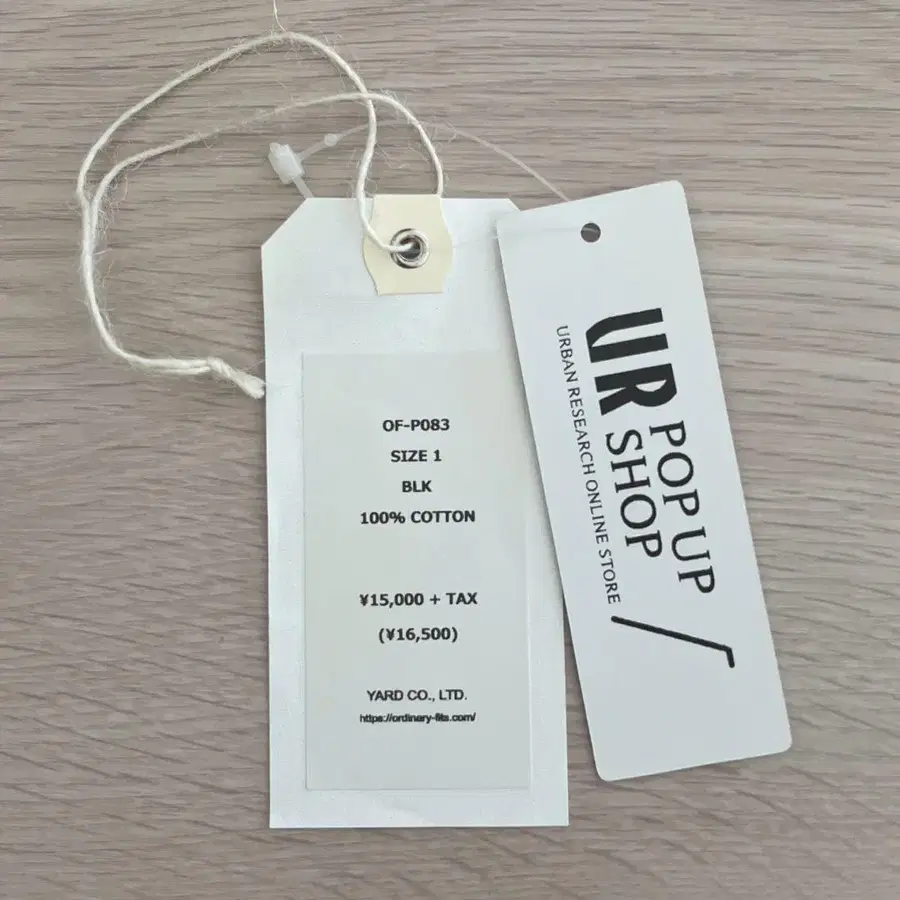 OF-P083
SIZE 1
BLK
100% COTTON
¥15,000 + TAX
(¥16,500)
YARD CO., LTD.
https://ordinary-fits.com/
UR POP UP
SHOP
URBAN RESEARCH ONLINE STORE